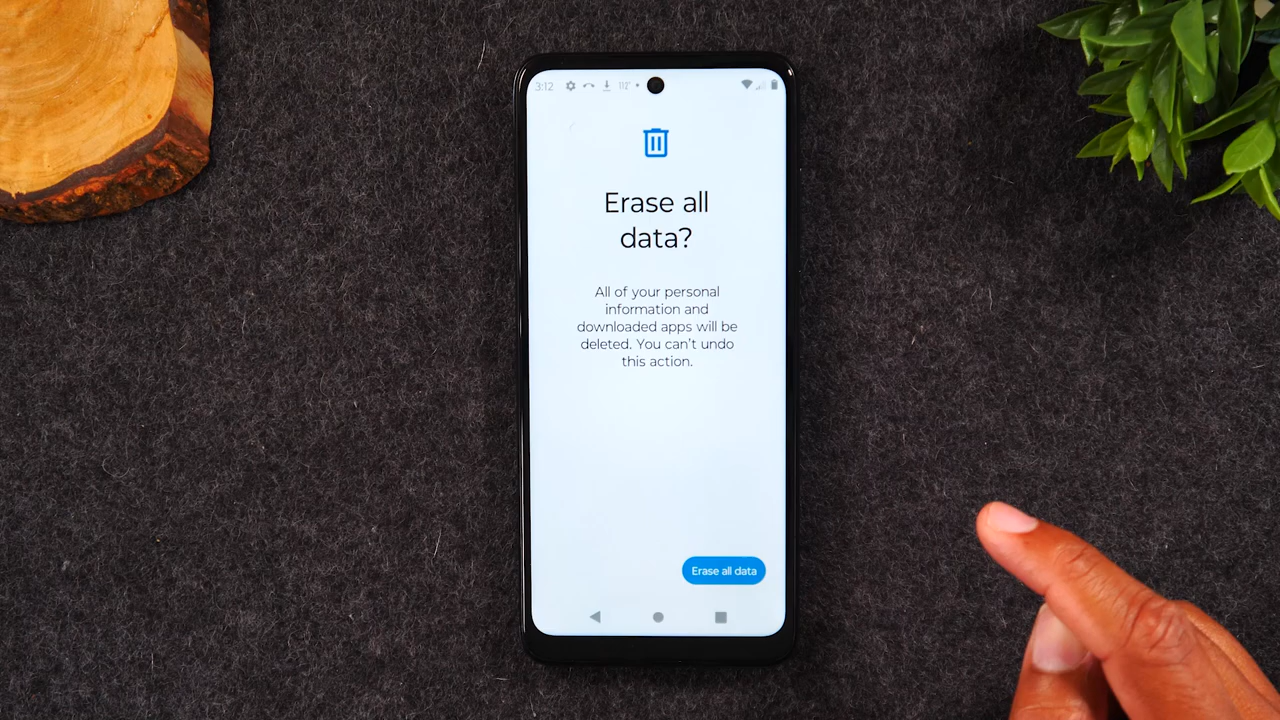 3:12 112°
Erase all
data?
All of your personal
information and
downloaded apps will be
deleted. You can't undo
this action.
Erase all data